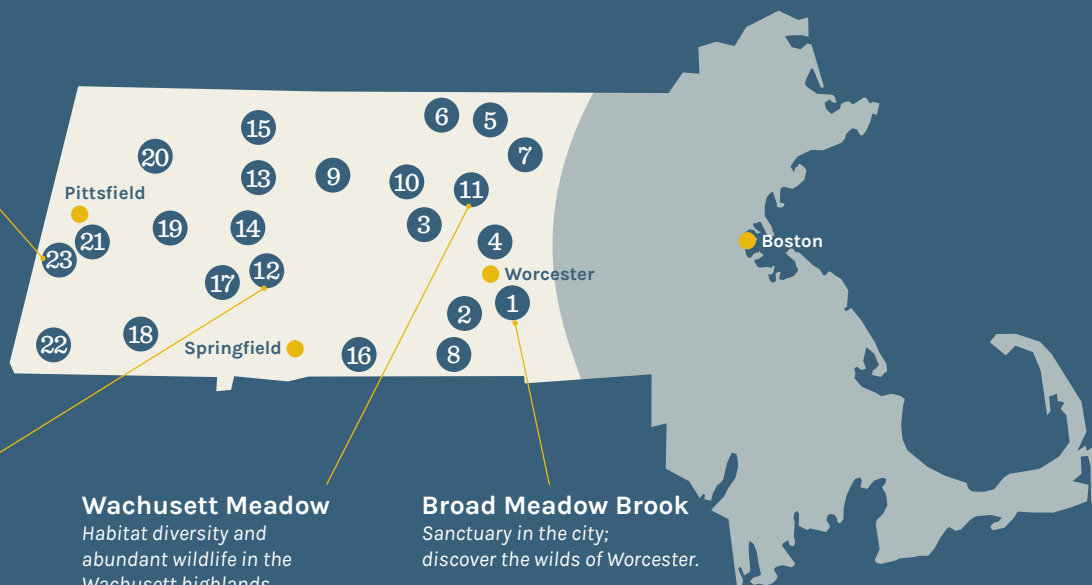 6
5
15
7
20
13
9
10
11
Pittsfield
3
19
14
21
4
Boston
23
12
17
Worcester
1
2
18
22
Springfield
16
8
Wachusett Meadow
Habitat diversity and
abundant wildlife in the
Wachusett highlands
Broad Meadow Brook
Sanctuary in the city;
discover the wilds of Worcester.